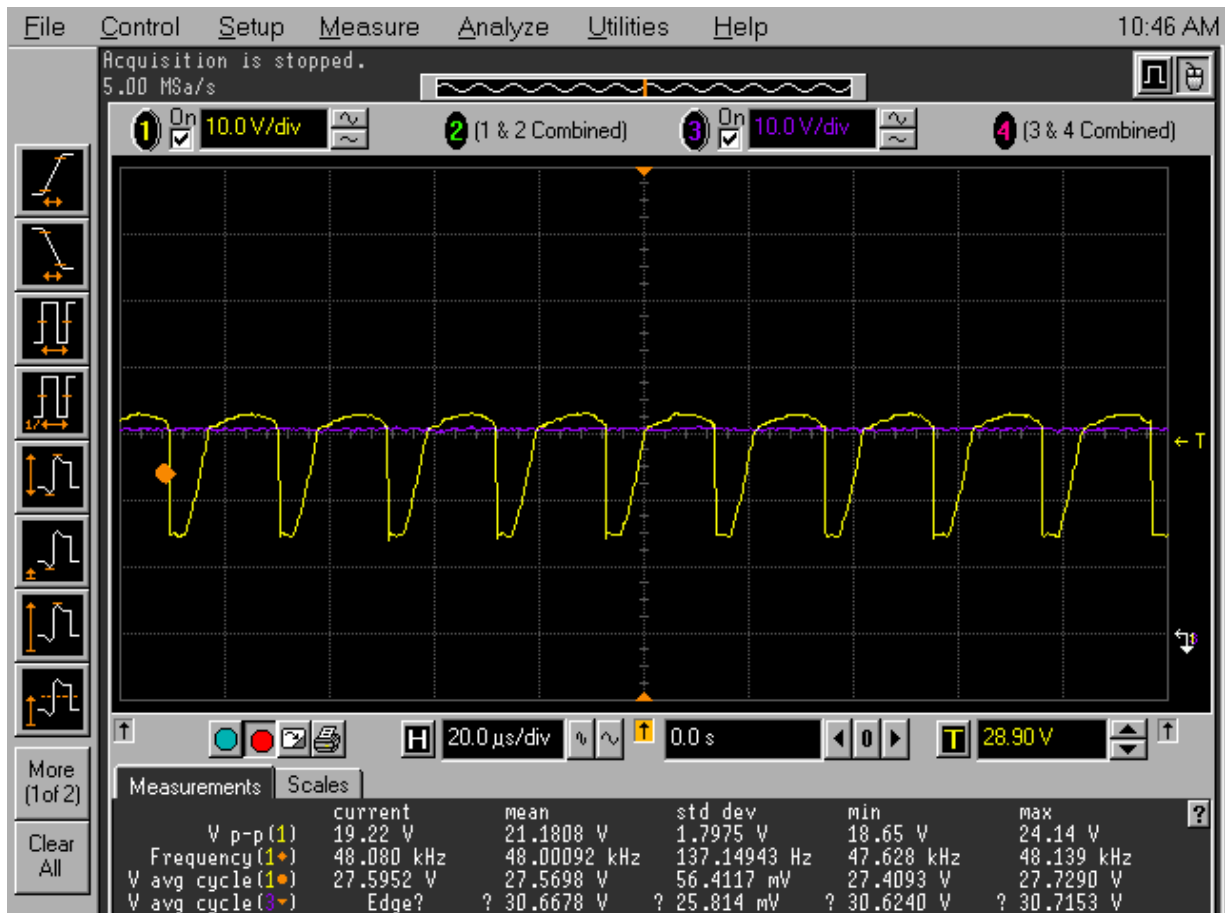 File Control Setup Measure Analyze Utilities Help 10:46 AM
Acquisition is stopped.
5.00 MSa/s
1 On 10.0 V/div 2 (1 & 2 Combined) 3 On 10.0 V/div 4 (3 & 4 Combined)
1/
T
H 20.0 µs/div 0.0 s 0 T 28.90 V
More
(1of 2)
Clear
All
Measurements Scales
?
current mean std dev min max
V p-p(1) 19.22 V 21.1808 V 1.7975 V 18.65 V 24.14 V
Frequency(1) 48.080 kHz 48.00092 kHz 137.14943 Hz 47.628 kHz 48.139 kHz
V avg cycle(1) 27.5952 V 27.5698 V 56.4117 mV 27.4093 V 27.7290 V
V avg cycle(3) Edge? ? 30.6678 V ? 25.814 mV ? 30.6240 V ? 30.7153 V